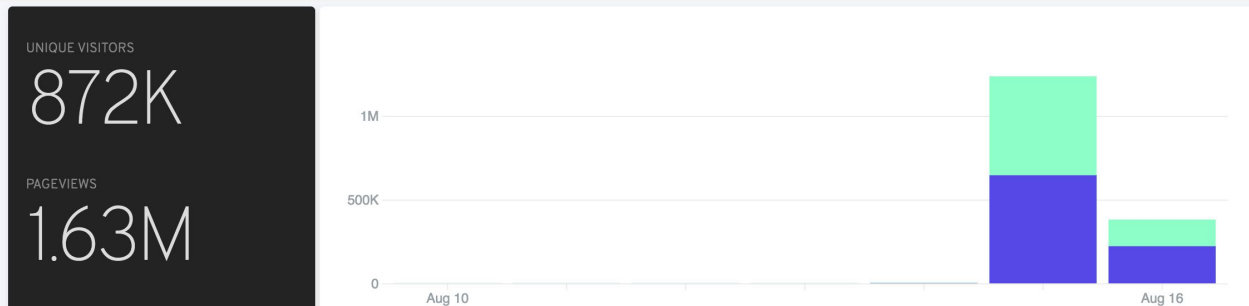 UNIQUE VISITORS
872K
PAGEVIEWS
1.63M
1M
500K
0
Aug 10
Aug 16